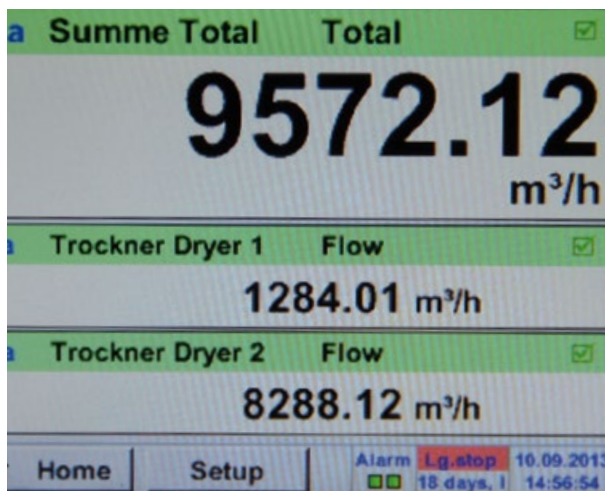 a Summe Total Total
9572.12
m³/h
a Trockner Dryer 1 Flow
1284.01 m³/h
a Trockner Dryer 2 Flow
8288.12 m³/h
Home Setup Alarm Lg.stop 10.09.2013
18 days, 14:56:54